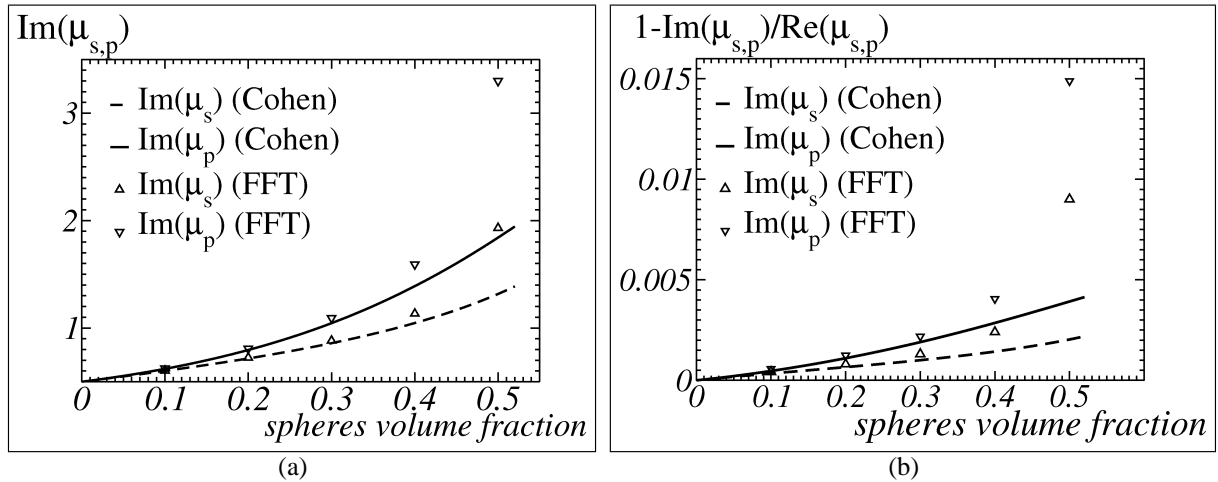 Im(μs,p)
3
2
1
0 0.1 0.2 0.3 0.4 0.5
spheres volume fraction
Im(μs) (Cohen)
Im(μp) (Cohen)
Im(μs) (FFT)
Im(μp) (FFT)
(a)
1-Im(μs,p)/Re(μs,p)
0.015
0.01
0.005
0
0 0.1 0.2 0.3 0.4 0.5
spheres volume fraction
Im(μs) (Cohen)
Im(μp) (Cohen)
Im(μs) (FFT)
Im(μp) (FFT)
(b)